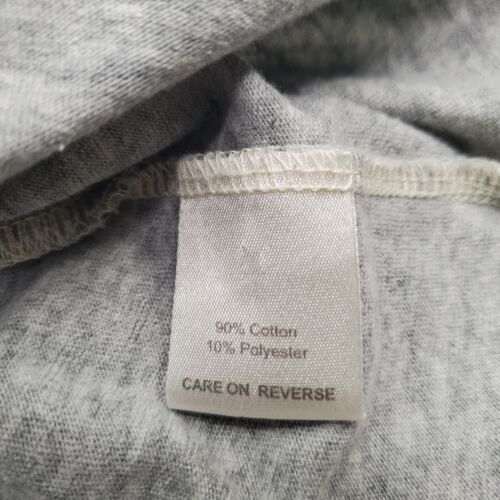 90% Cotton
10% Polyester
CARE ON REVERSE